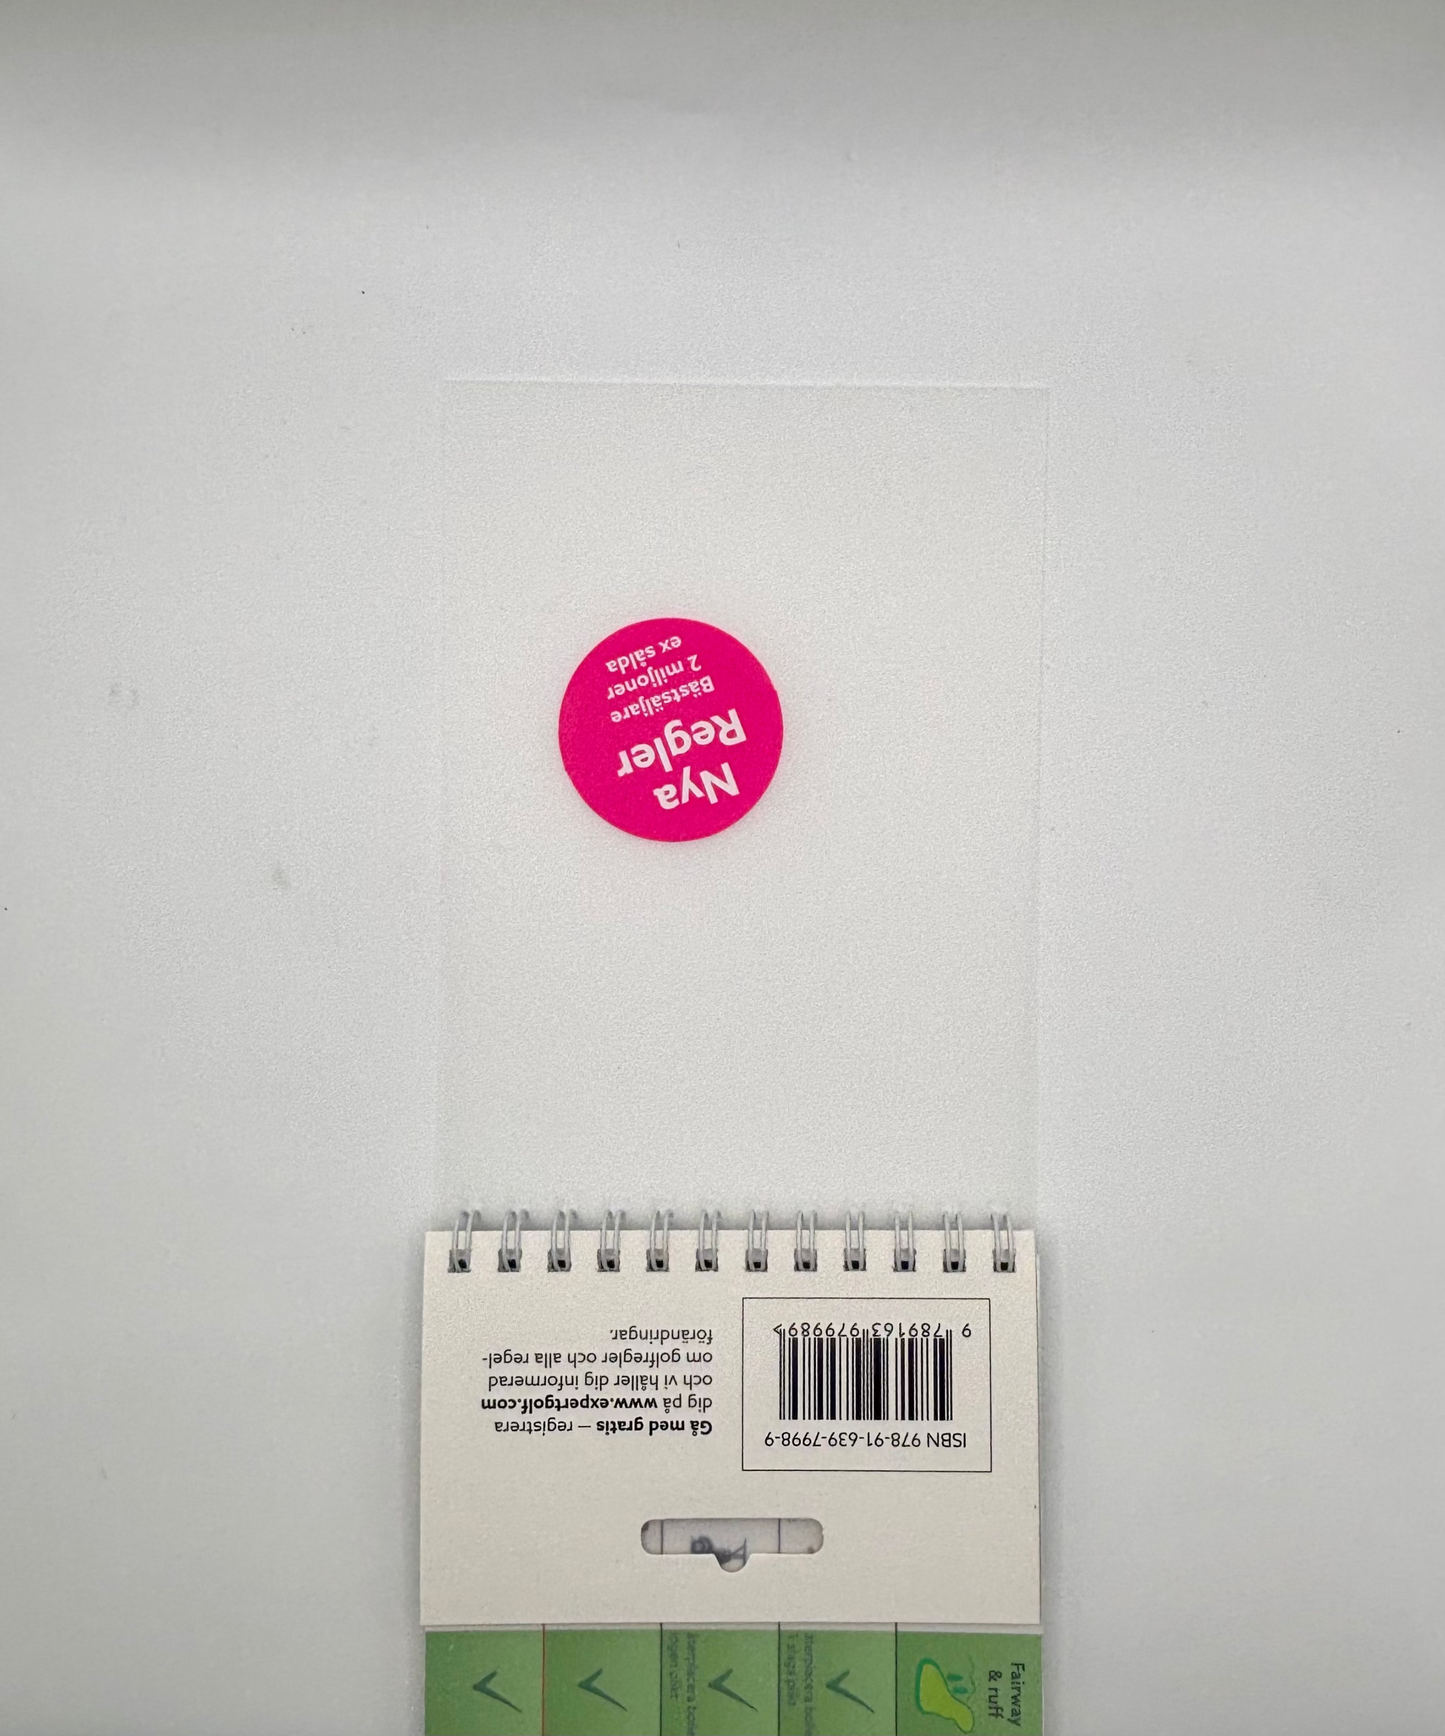 Nya
Regler
Bästsäljare
2 miljoner
ex sålda
ISBN 978-91-639-7998-9
9 789163 979989 >
Gå med gratis – registrera
dig på www.expertgolf.com
och vi håller dig informerad
om golfregler och alla regel-
förändringar.
Fairway
& ruff